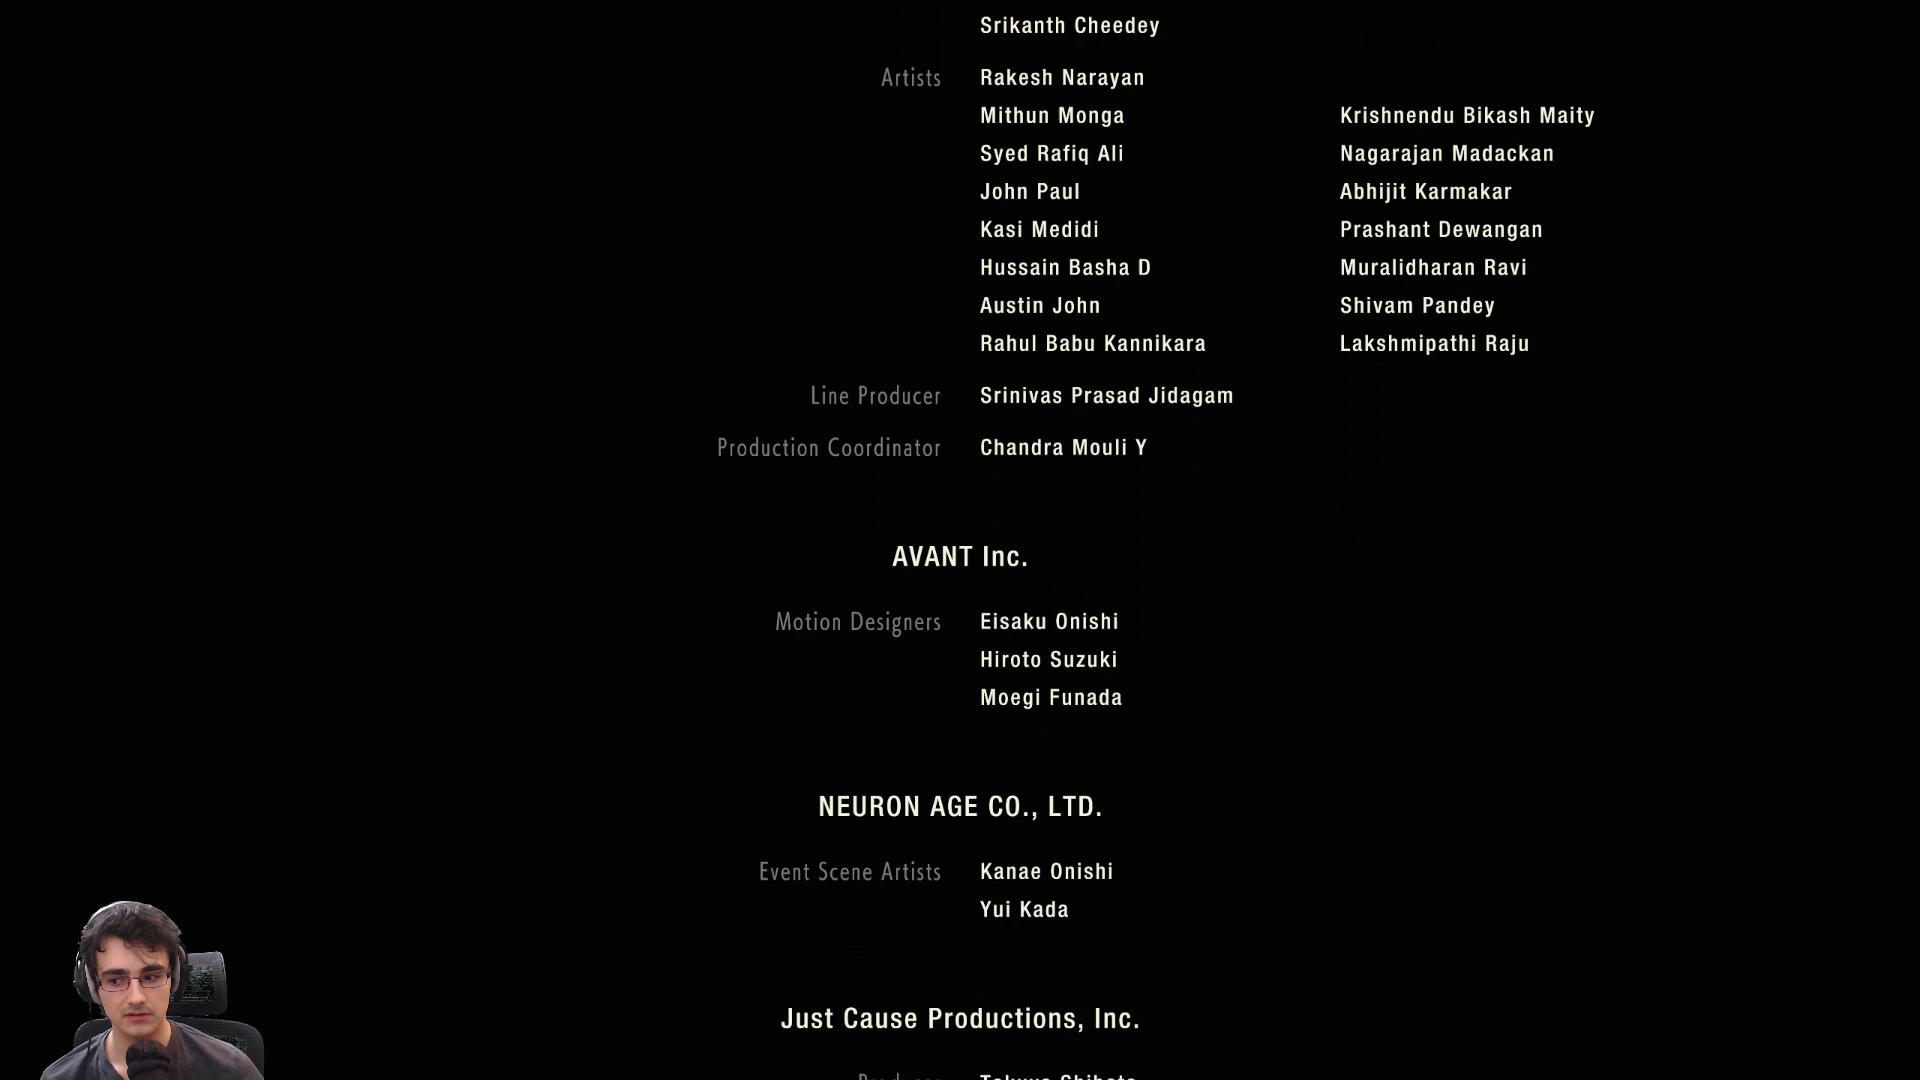 Srikanth Cheedey
Artists Rakesh Narayan
Mithun Monga Krishnendu Bikash Maity
Syed Rafiq Ali Nagarajan Madackan
John Paul Abhijit Karmakar
Kasi Medidi Prashant Dewangan
Hussain Basha D Muralidharan Ravi
Austin John Shivam Pandey
Rahul Babu Kannikara Lakshmipathi Raju
Line Producer Srinivas Prasad Jidagam
Production Coordinator Chandra Mouli Y
AVANT Inc.
Motion Designers Eisaku Onishi
Hiroto Suzuki
Moegi Funada
NEURON AGE CO., LTD.
Event Scene Artists Kanae Onishi
Yui Kada
Just Cause Productions, Inc.